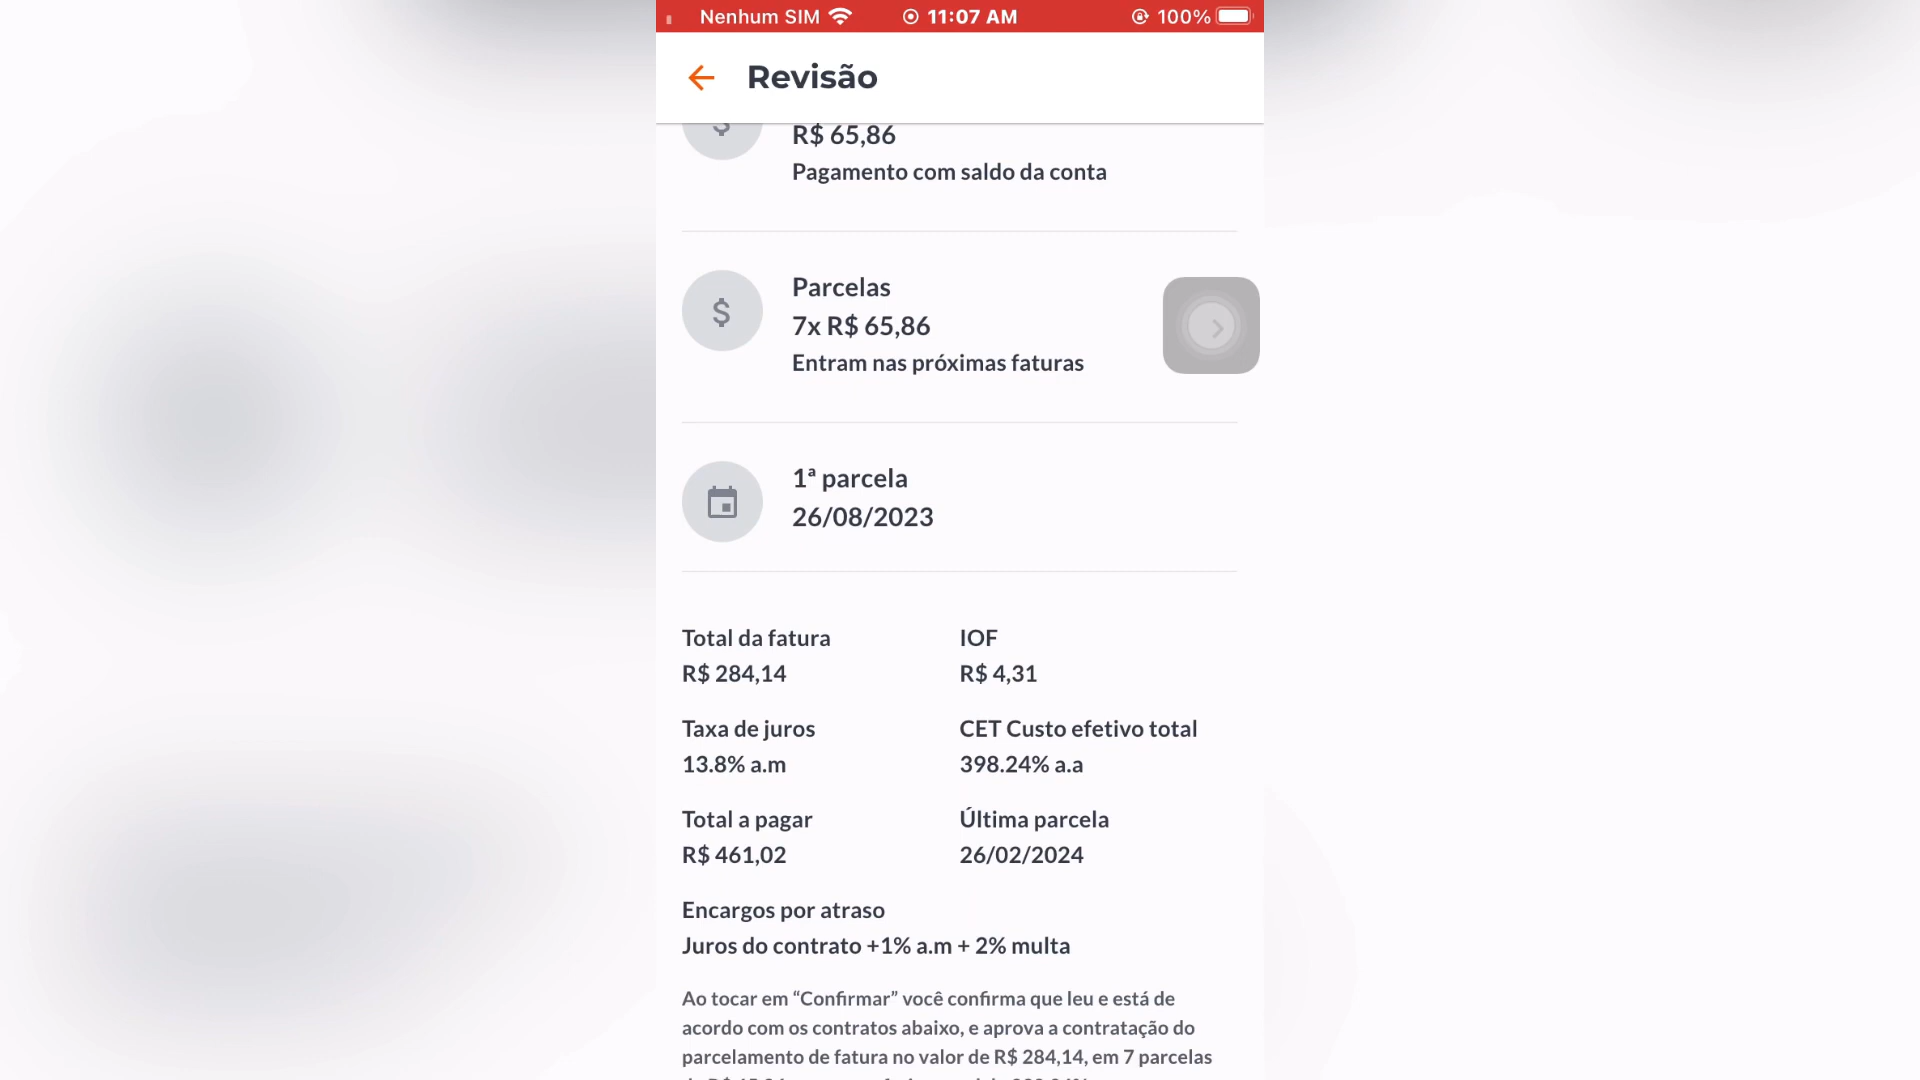 Nenhum SIM 11:07 AM 100%
Revisão
R$ 65,86
Pagamento com saldo da conta
Parcelas
7x R$ 65,86
Entram nas próximas faturas
1ª parcela
26/08/2023
Total da fatura
R$ 284,14
IOF
R$ 4,31
Taxa de juros
13.8% a.m
CET Custo efetivo total
398.24% a.a
Total a pagar
R$ 461,02
Última parcela
26/02/2024
Encargos por atraso
Juros do contrato +1% a.m + 2% multa
Ao tocar em “Confirmar” você confirma que leu e está de
acordo com os contratos abaixo, e aprova a contratação do
parcelamento de fatura no valor de R$ 284,14, em 7 parcelas